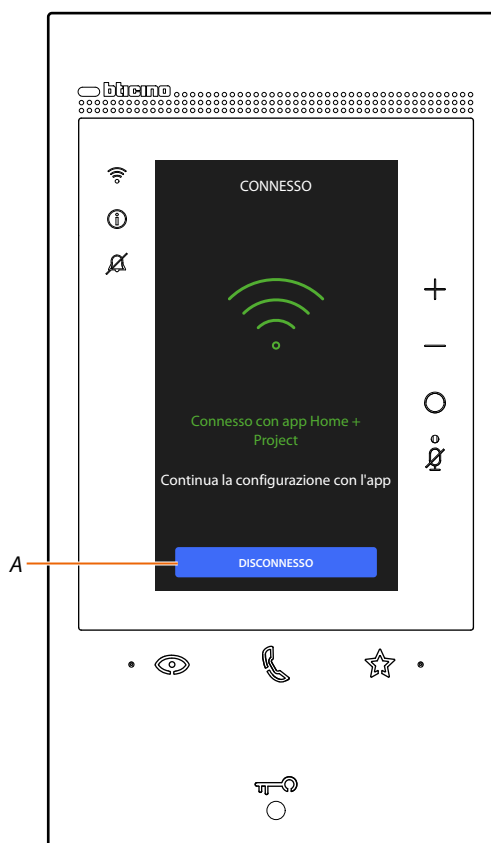 bticino
CONNESSO
Connesso con app Home +
Project
Continua la configurazione con l'app
A
DISCONNESSO